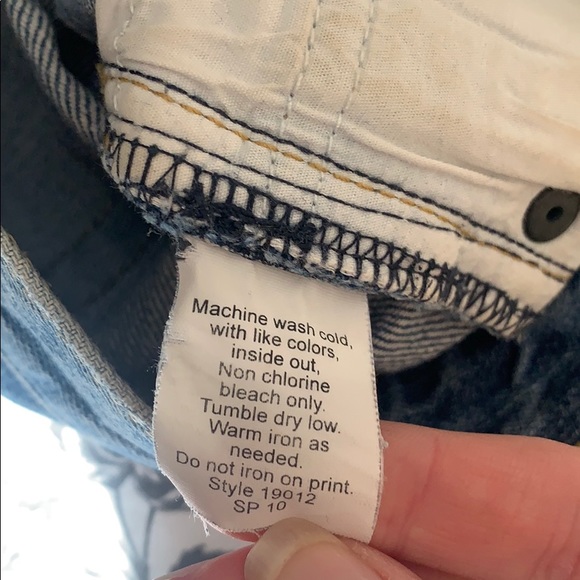 Machine wash cold,
with like colors,
inside out,
Non chlorine
bleach only.
Tumble dry low.
Warm iron as
needed.
Do not iron on print.
Style 19012
SP 10